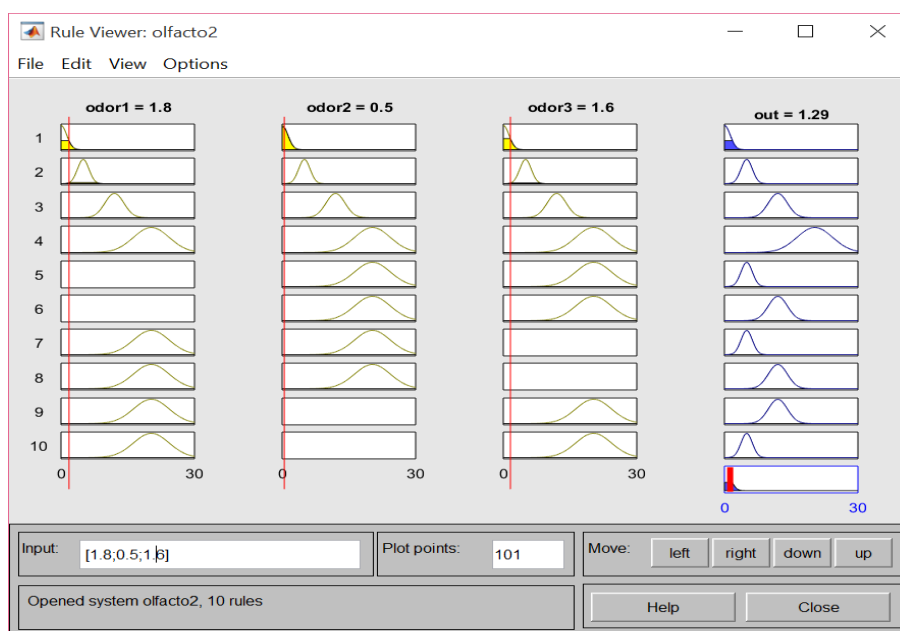 Rule Viewer: olfacto2
File Edit View Options
odor1 = 1.8 odor2 = 0.5 odor3 = 1.6 out = 1.29
1
2
3
4
5
6
7
8
9
10
0 30 0 30 0 30
0 30
Input: [1.8;0.5;1.6] Plot points: 101 Move: left right down up
Opened system olfacto2, 10 rules Help Close